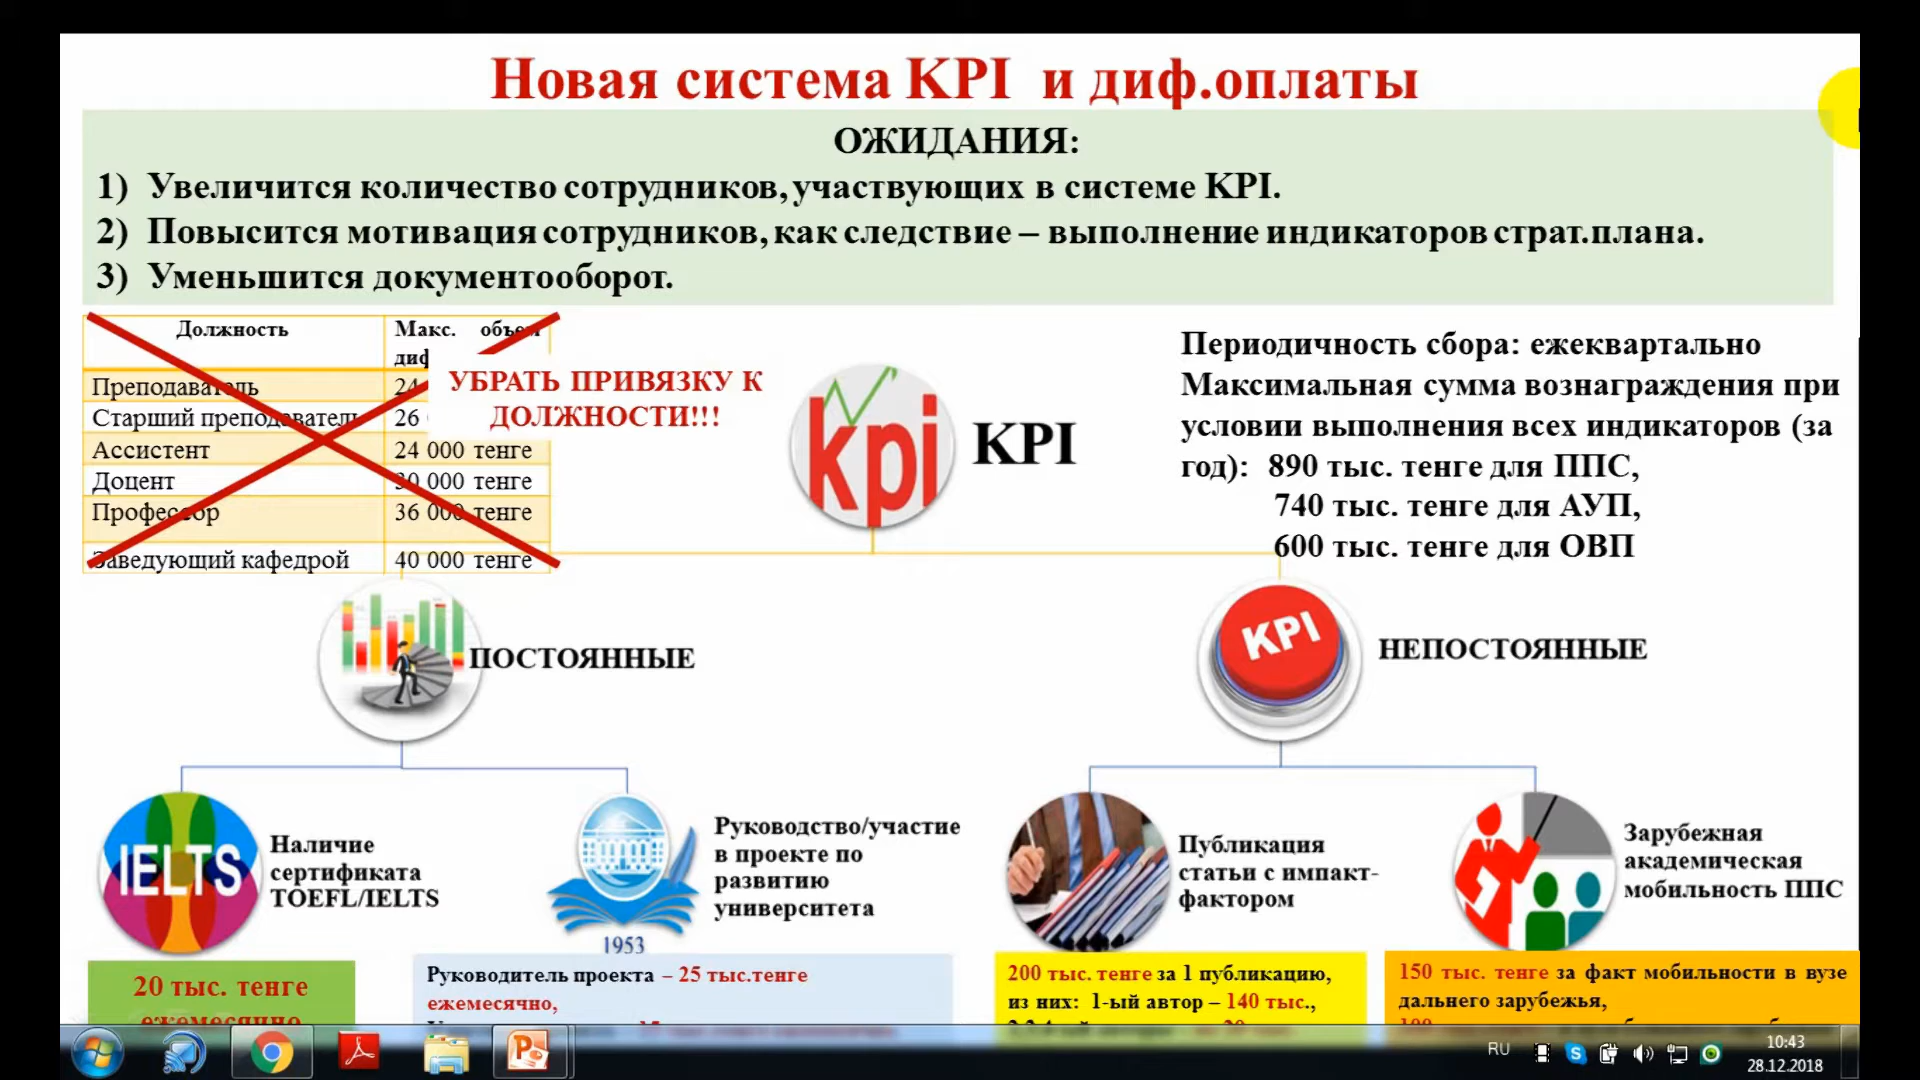 Новая система KPI и диф.оплаты
ОЖИДАНИЯ:
1) Увеличится количество сотрудников, участвующих в системе KPI.
2) Повысится мотивация сотрудников, как следствие – выполнение индикаторов страт.плана.
3) Уменьшится документооборот.
Должность Макс. объем
Преподаватель 24
Старший преподаватель 26
Ассистент 24 000 тенге
Доцент 30 000 тенге
Профессор 36 000 тенге
Заведующий кафедрой 40 000 тенге
УБРАТЬ ПРИВЯЗКУ К
ДОЛЖНОСТИ!!!
kpi
KPI
Периодичность сбора: ежеквартально
Максимальная сумма вознаграждения при
условии выполнения всех индикаторов (за
год): 890 тыс. тенге для ППС,
740 тыс. тенге для АУП,
600 тыс. тенге для ОВП
ПОСТОЯННЫЕ
KPI
НЕПОСТОЯННЫЕ
IELTS
Наличие
сертификата
TOEFL/IELTS
1953
Руководство/участие
в проекте по
развитию
университета
Публикация
статьи с импакт-
фактором
Зарубежная
академическая
мобильность ППС
20 тыс. тенге
ежемесячно
Руководитель проекта – 25 тыс.тенге
ежемесячно,
200 тыс. тенге за 1 публикацию,
из них: 1-ый автор – 140 тыс.,
150 тыс. тенге за факт мобильности в вузе
дальнего зарубежья,
RU
10:43
28.12.2018